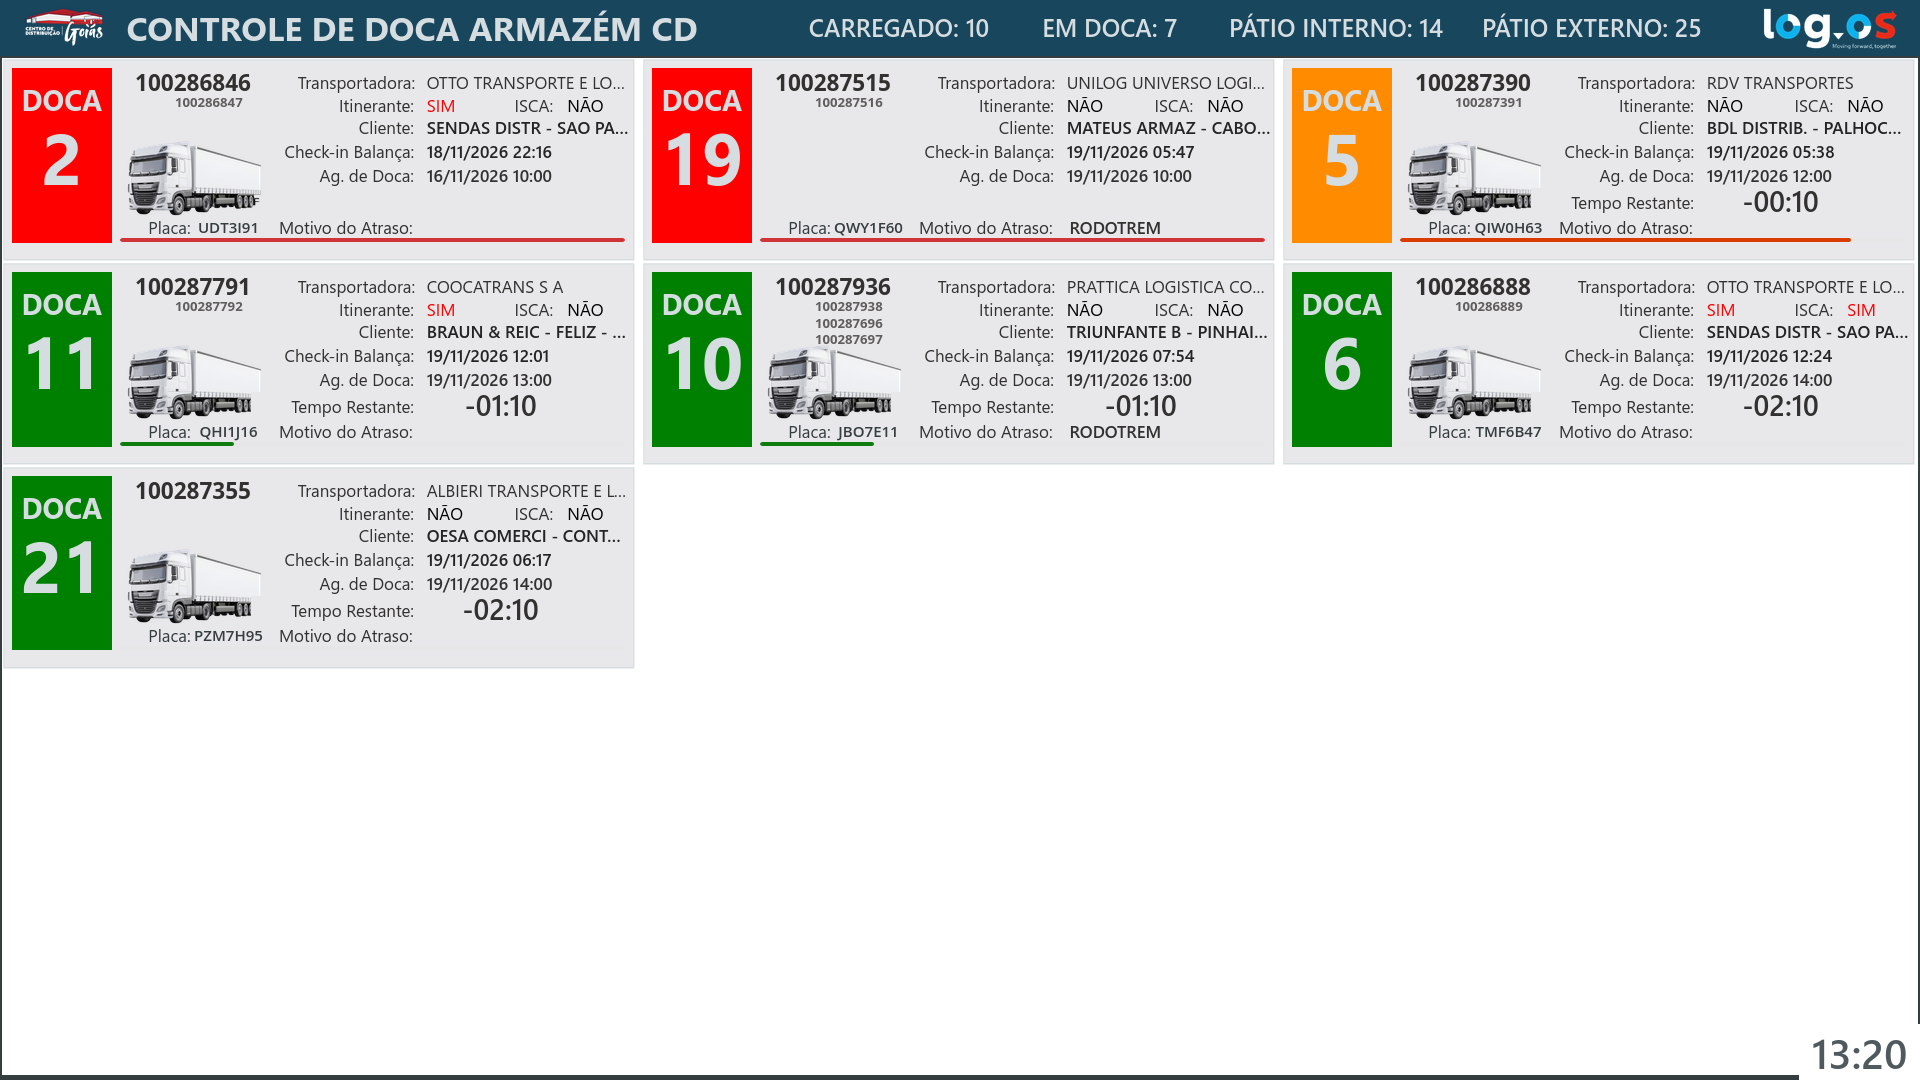 CENTRO DE
DISTRIBUIÇÃO Goiás
CONTROLE DE DOCA ARMAZÉM CD
CARREGADO: 10
EM DOCA: 7
PÁTIO INTERNO: 14
PÁTIO EXTERNO: 25
log.os
Moving forward, together
DOCA
2
100286846
100286847
Transportadora: OTTO TRANSPORTE E LO...
Itinerante: SIM ISCA: NÃO
Cliente: SENDAS DISTR - SAO PA...
Check-in Balança: 18/11/2026 22:16
Ag. de Doca: 16/11/2026 10:00
Placa: UDT3I91 Motivo do Atraso:
DOCA
19
100287515
100287516
Transportadora: UNILOG UNIVERSO LOGI...
Itinerante: NÃO ISCA: NÃO
Cliente: MATEUS ARMAZ - CABO...
Check-in Balança: 19/11/2026 05:47
Ag. de Doca: 19/11/2026 10:00
Placa: QWY1F60 Motivo do Atraso: RODOTREM
DOCA
5
100287390
100287391
Transportadora: RDV TRANSPORTES
Itinerante: NÃO ISCA: NÃO
Cliente: BDL DISTRIB. - PALHOC...
Check-in Balança: 19/11/2026 05:38
Ag. de Doca: 19/11/2026 12:00
Tempo Restante: -00:10
Placa: QIW0H63 Motivo do Atraso:
DOCA
11
100287791
100287792
Transportadora: COOCATRANS S A
Itinerante: SIM ISCA: NÃO
Cliente: BRAUN & REIC - FELIZ - ...
Check-in Balança: 19/11/2026 12:01
Ag. de Doca: 19/11/2026 13:00
Tempo Restante: -01:10
Placa: QHI1J16 Motivo do Atraso:
DOCA
10
100287936
100287938
100287696
100287697
Transportadora: PRATTICA LOGISTICA CO...
Itinerante: NÃO ISCA: NÃO
Cliente: TRIUNFANTE B - PINHAI...
Check-in Balança: 19/11/2026 07:54
Ag. de Doca: 19/11/2026 13:00
Tempo Restante: -01:10
Placa: JBO7E11 Motivo do Atraso: RODOTREM
DOCA
6
100286888
100286889
Transportadora: OTTO TRANSPORTE E LO...
Itinerante: SIM ISCA: SIM
Cliente: SENDAS DISTR - SAO PA...
Check-in Balança: 19/11/2026 12:24
Ag. de Doca: 19/11/2026 14:00
Tempo Restante: -02:10
Placa: TMF6B47 Motivo do Atraso:
DOCA
21
100287355
Transportadora: ALBIERI TRANSPORTE E L...
Itinerante: NÃO ISCA: NÃO
Cliente: OESA COMERCI - CONT...
Check-in Balança: 19/11/2026 06:17
Ag. de Doca: 19/11/2026 14:00
Tempo Restante: -02:10
Placa: PZM7H95 Motivo do Atraso:
13:20